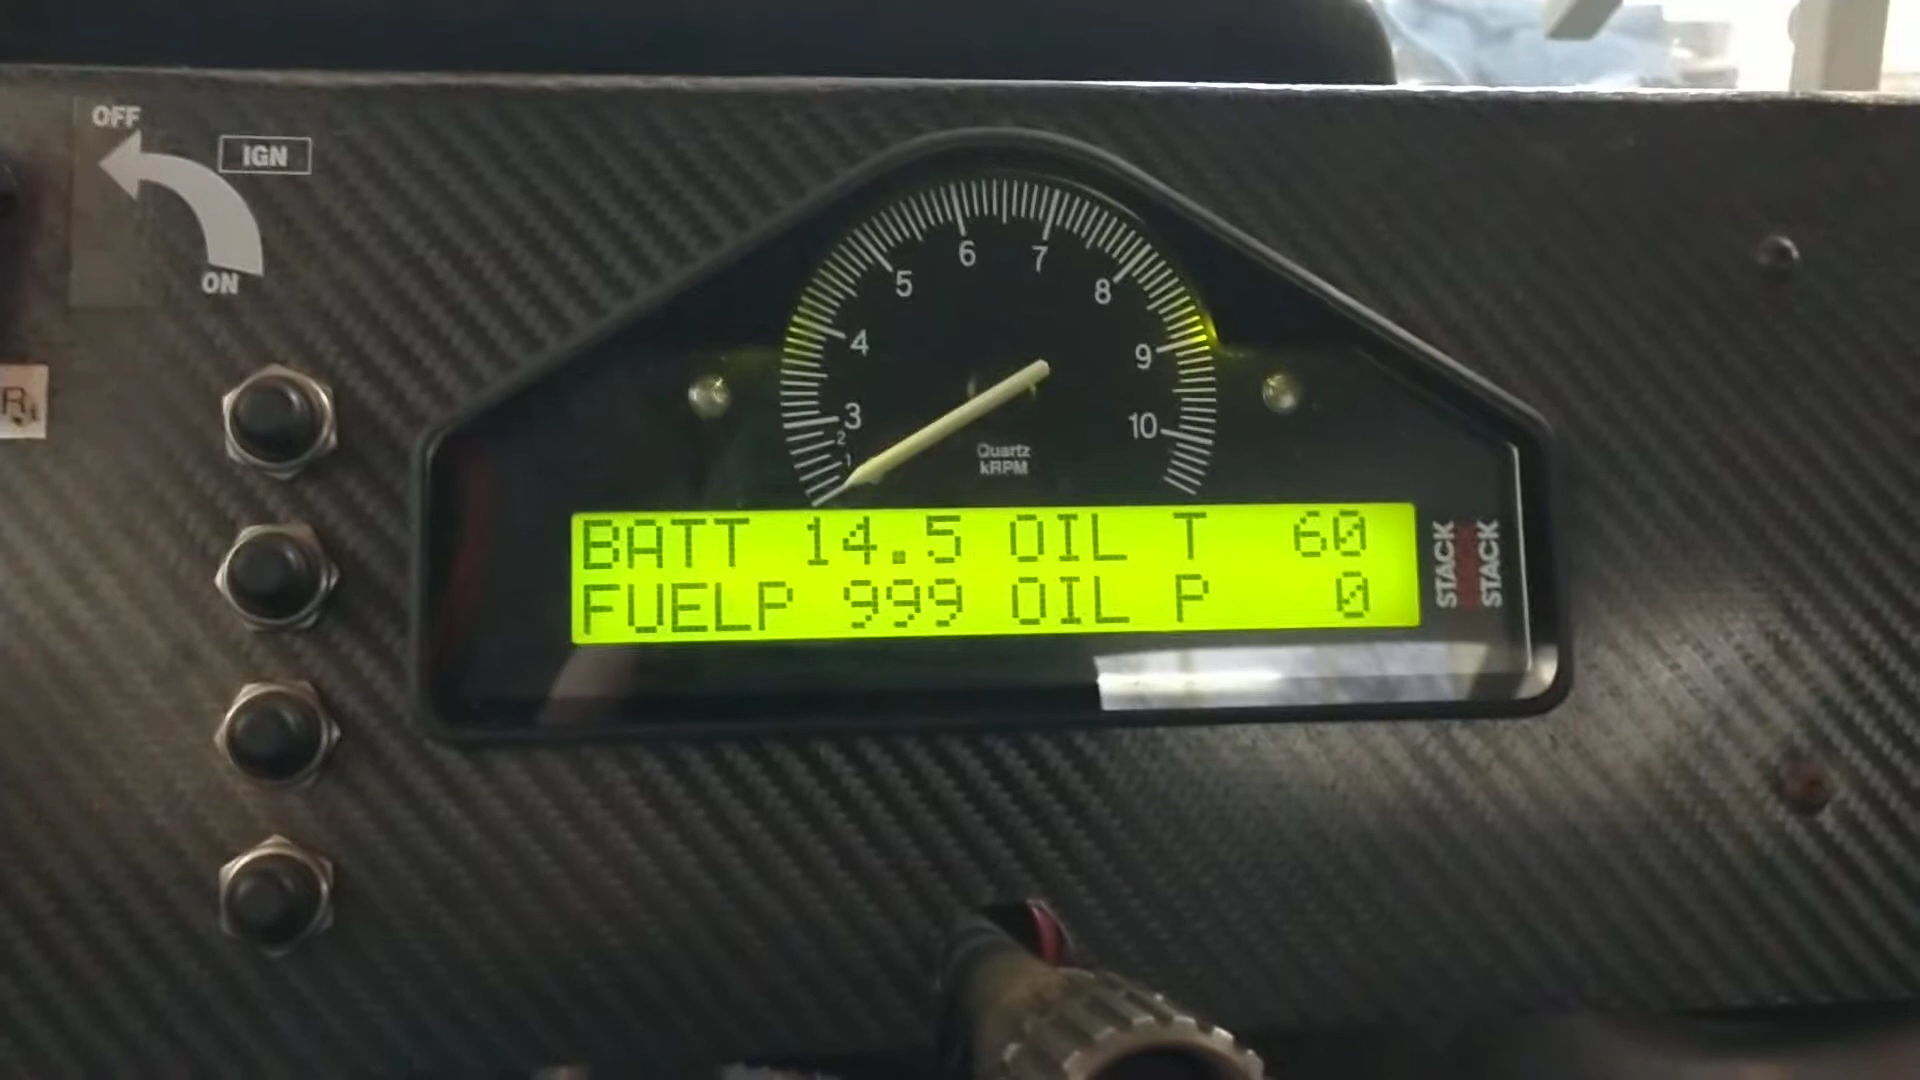 OFF
IGN
ON
R
1
2
3
4
5
6
7
8
9
10
Quartz
kRPM
BATT 14.5 OIL T 60
FUELP 999 OIL P 0
STACK
STACK